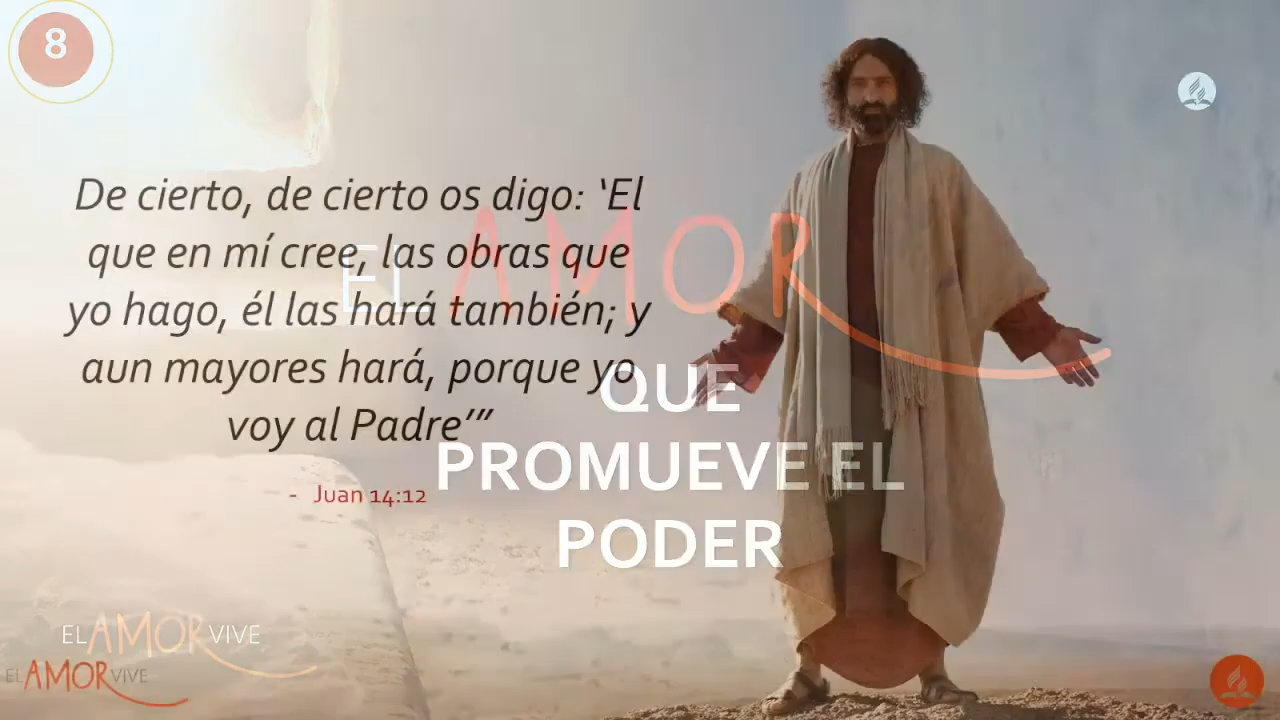 8
De cierto, de cierto os digo: ‘El
que en mí cree, las obras que
yo hago, él las hará también; y
aun mayores hará, porque yo
voy al Padre’”
- Juan 14:12
EL AMOR
QUE
PROMUEVE EL
PODER
EL AMOR VIVE
EL AMOR VIVE